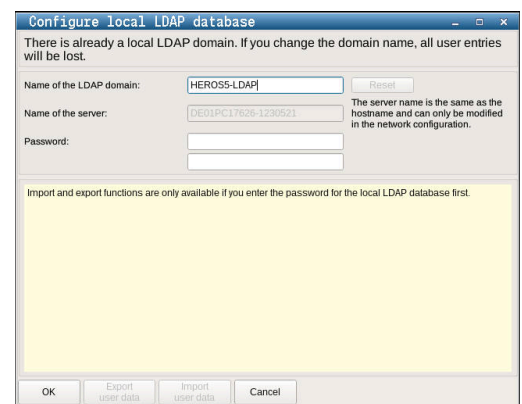 Configure local LDAP database
There is already a local LDAP domain. If you change the domain name, all user entries
will be lost.
Name of the LDAP domain:
HEROS5-LDAP
Reset
Name of the server:
DE01PC17626-1230521
The server name is the same as the
hostname and can only be modified
in the network configuration.
Password:
Import and export functions are only available if you enter the password for the local LDAP database first.
OK
Export
user data
Import
user data
Cancel